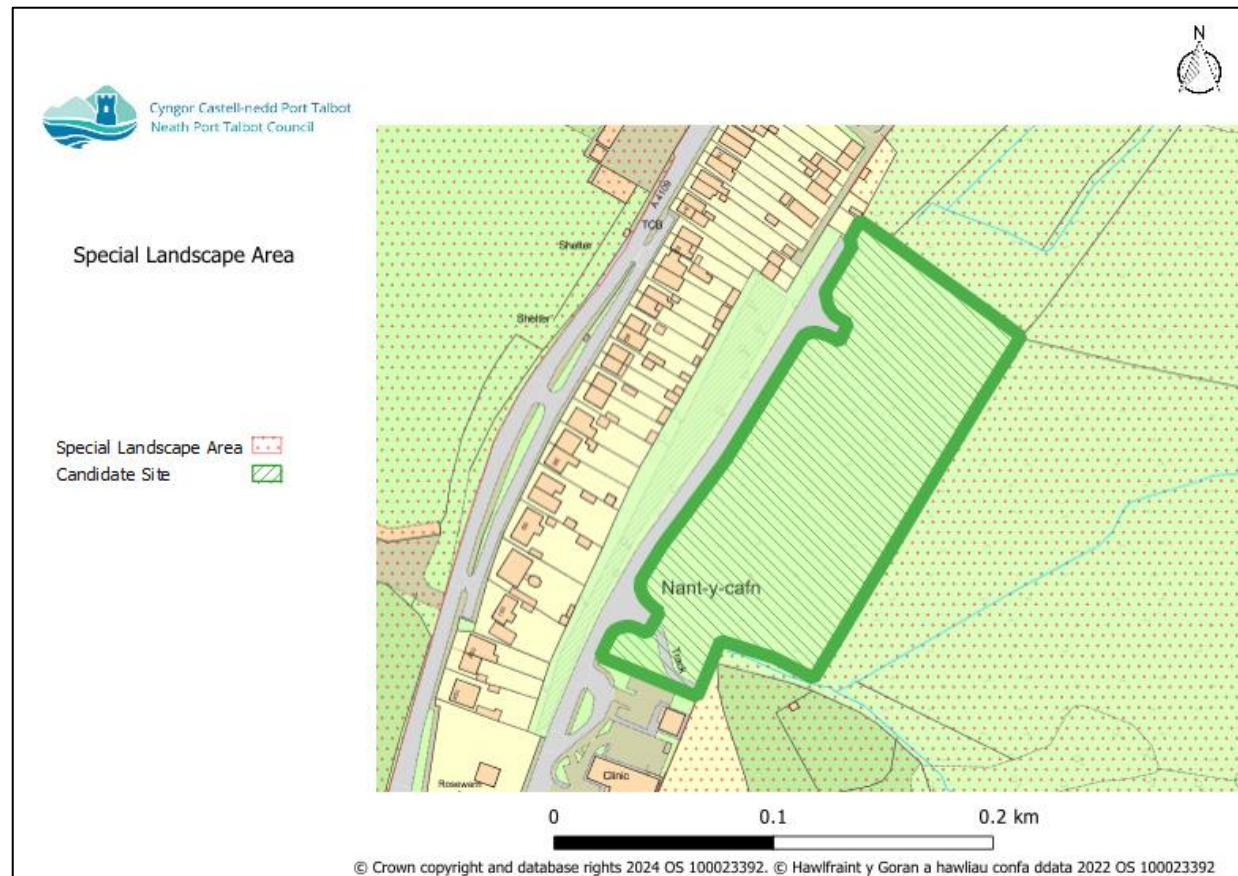 N
Cyngor Castell-nedd Port Talbot
Neath Port Talbot Council
Special Landscape Area
Special Landscape Area
Candidate Site
A 4109
TCB
Shelter
Shelter
Nant-y-cafn
Track
Clinic
0 0.1 0.2 km
© Crown copyright and database rights 2024 OS 100023392. © Hawlfraint y Goran a hawliau confa ddata 2022 OS 100023392